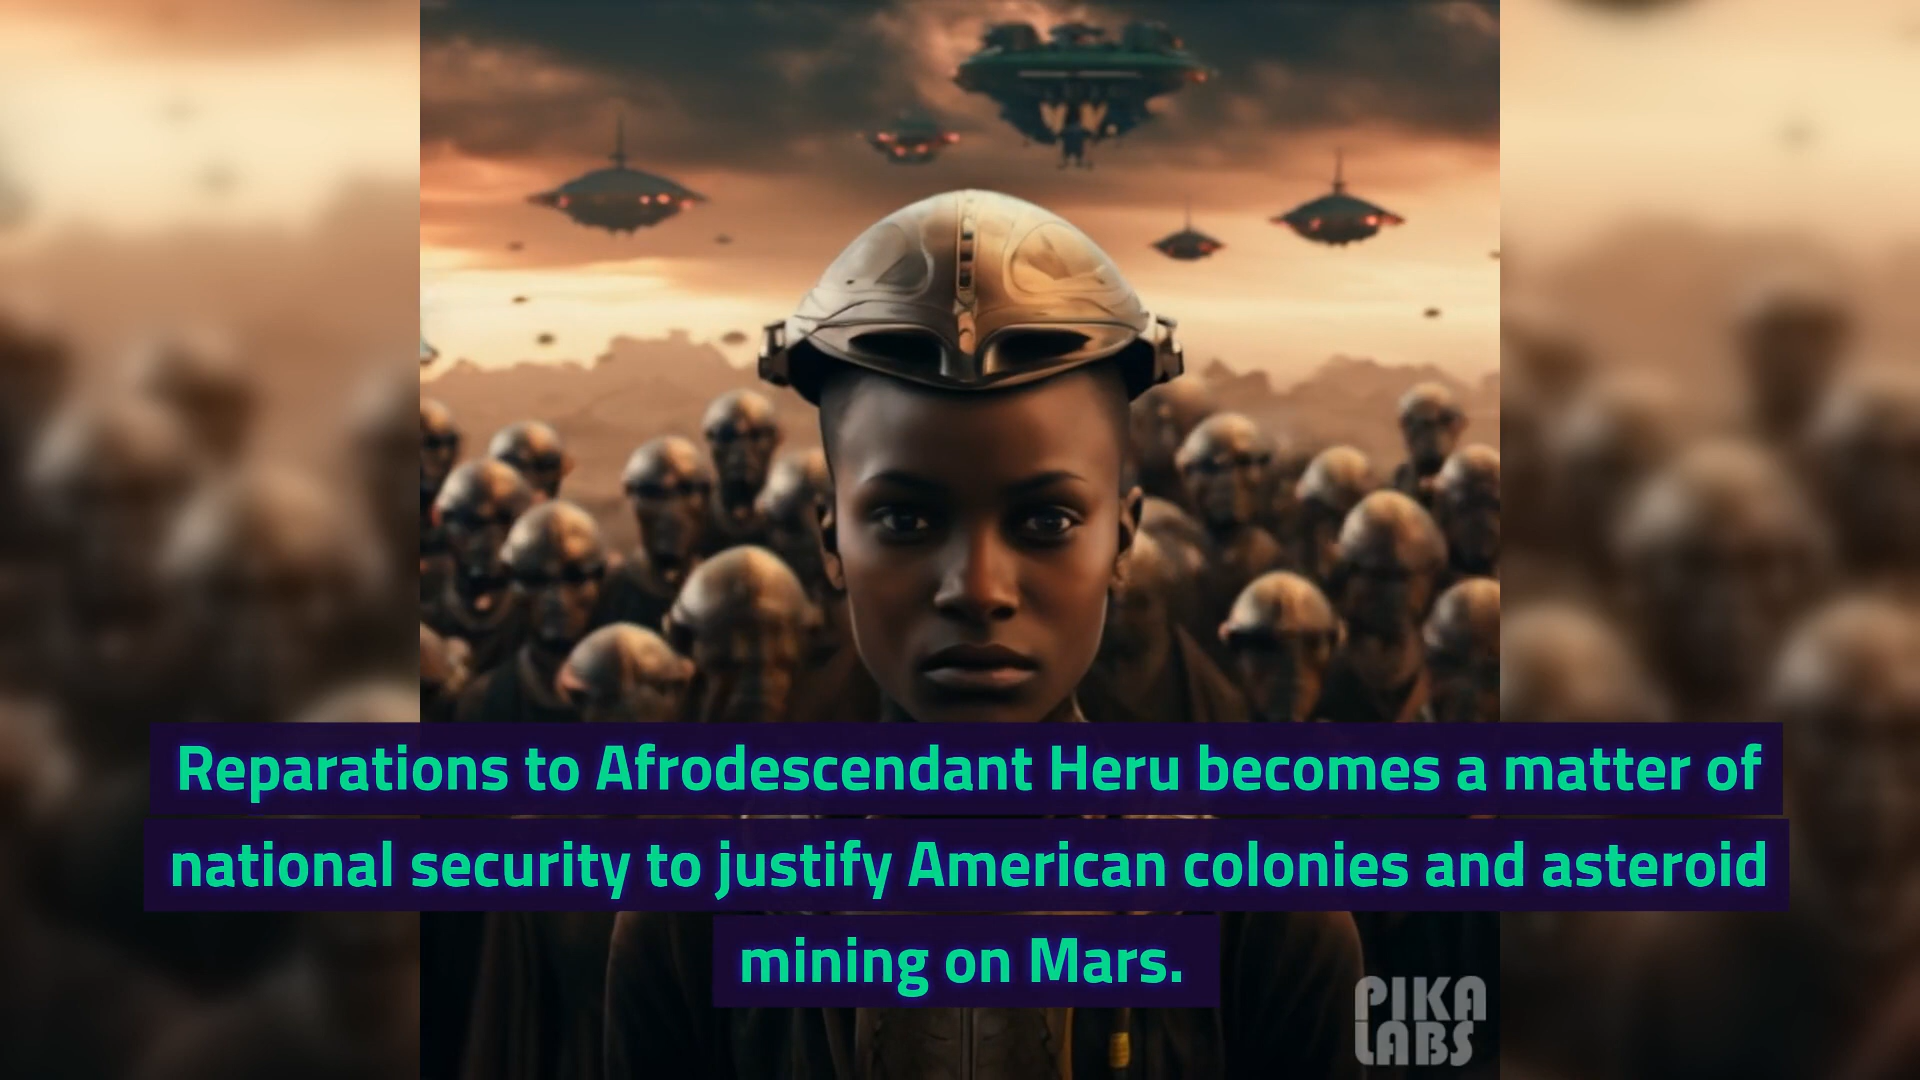 Reparations to Afrodescendant Heru becomes a matter of
national security to justify American colonies and asteroid
mining on Mars.
PIKA
LABS